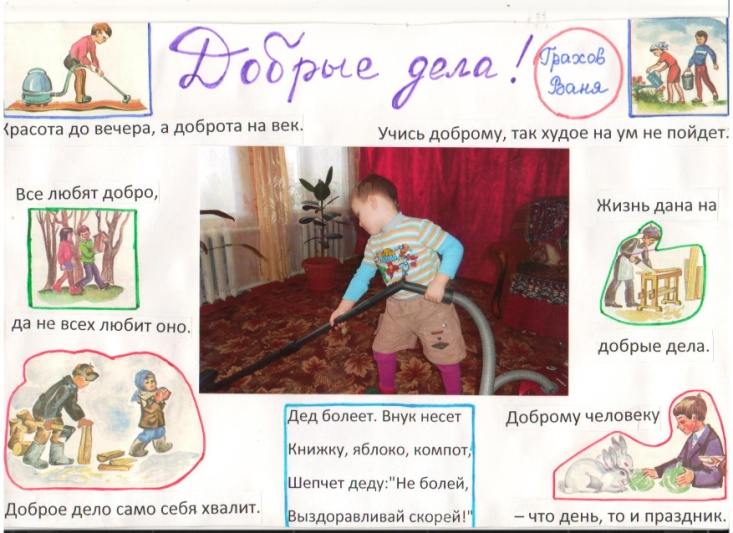 Добрые дела!
Грахов
Ваня
Красота до вечера, а доброта на век.
Учись доброму, так худое на ум не пойдет.
Все любят добро,
да не всех любит оно.
Жизнь дана на
добрые дела.
Доброе дело само себя хвалит.
Дед болеет. Внук несет
Книжку, яблоко, компот,
Шепчет деду:"Не болей,
Выздоравливай скорей!"
Доброму человеку
– что день, то и праздник.